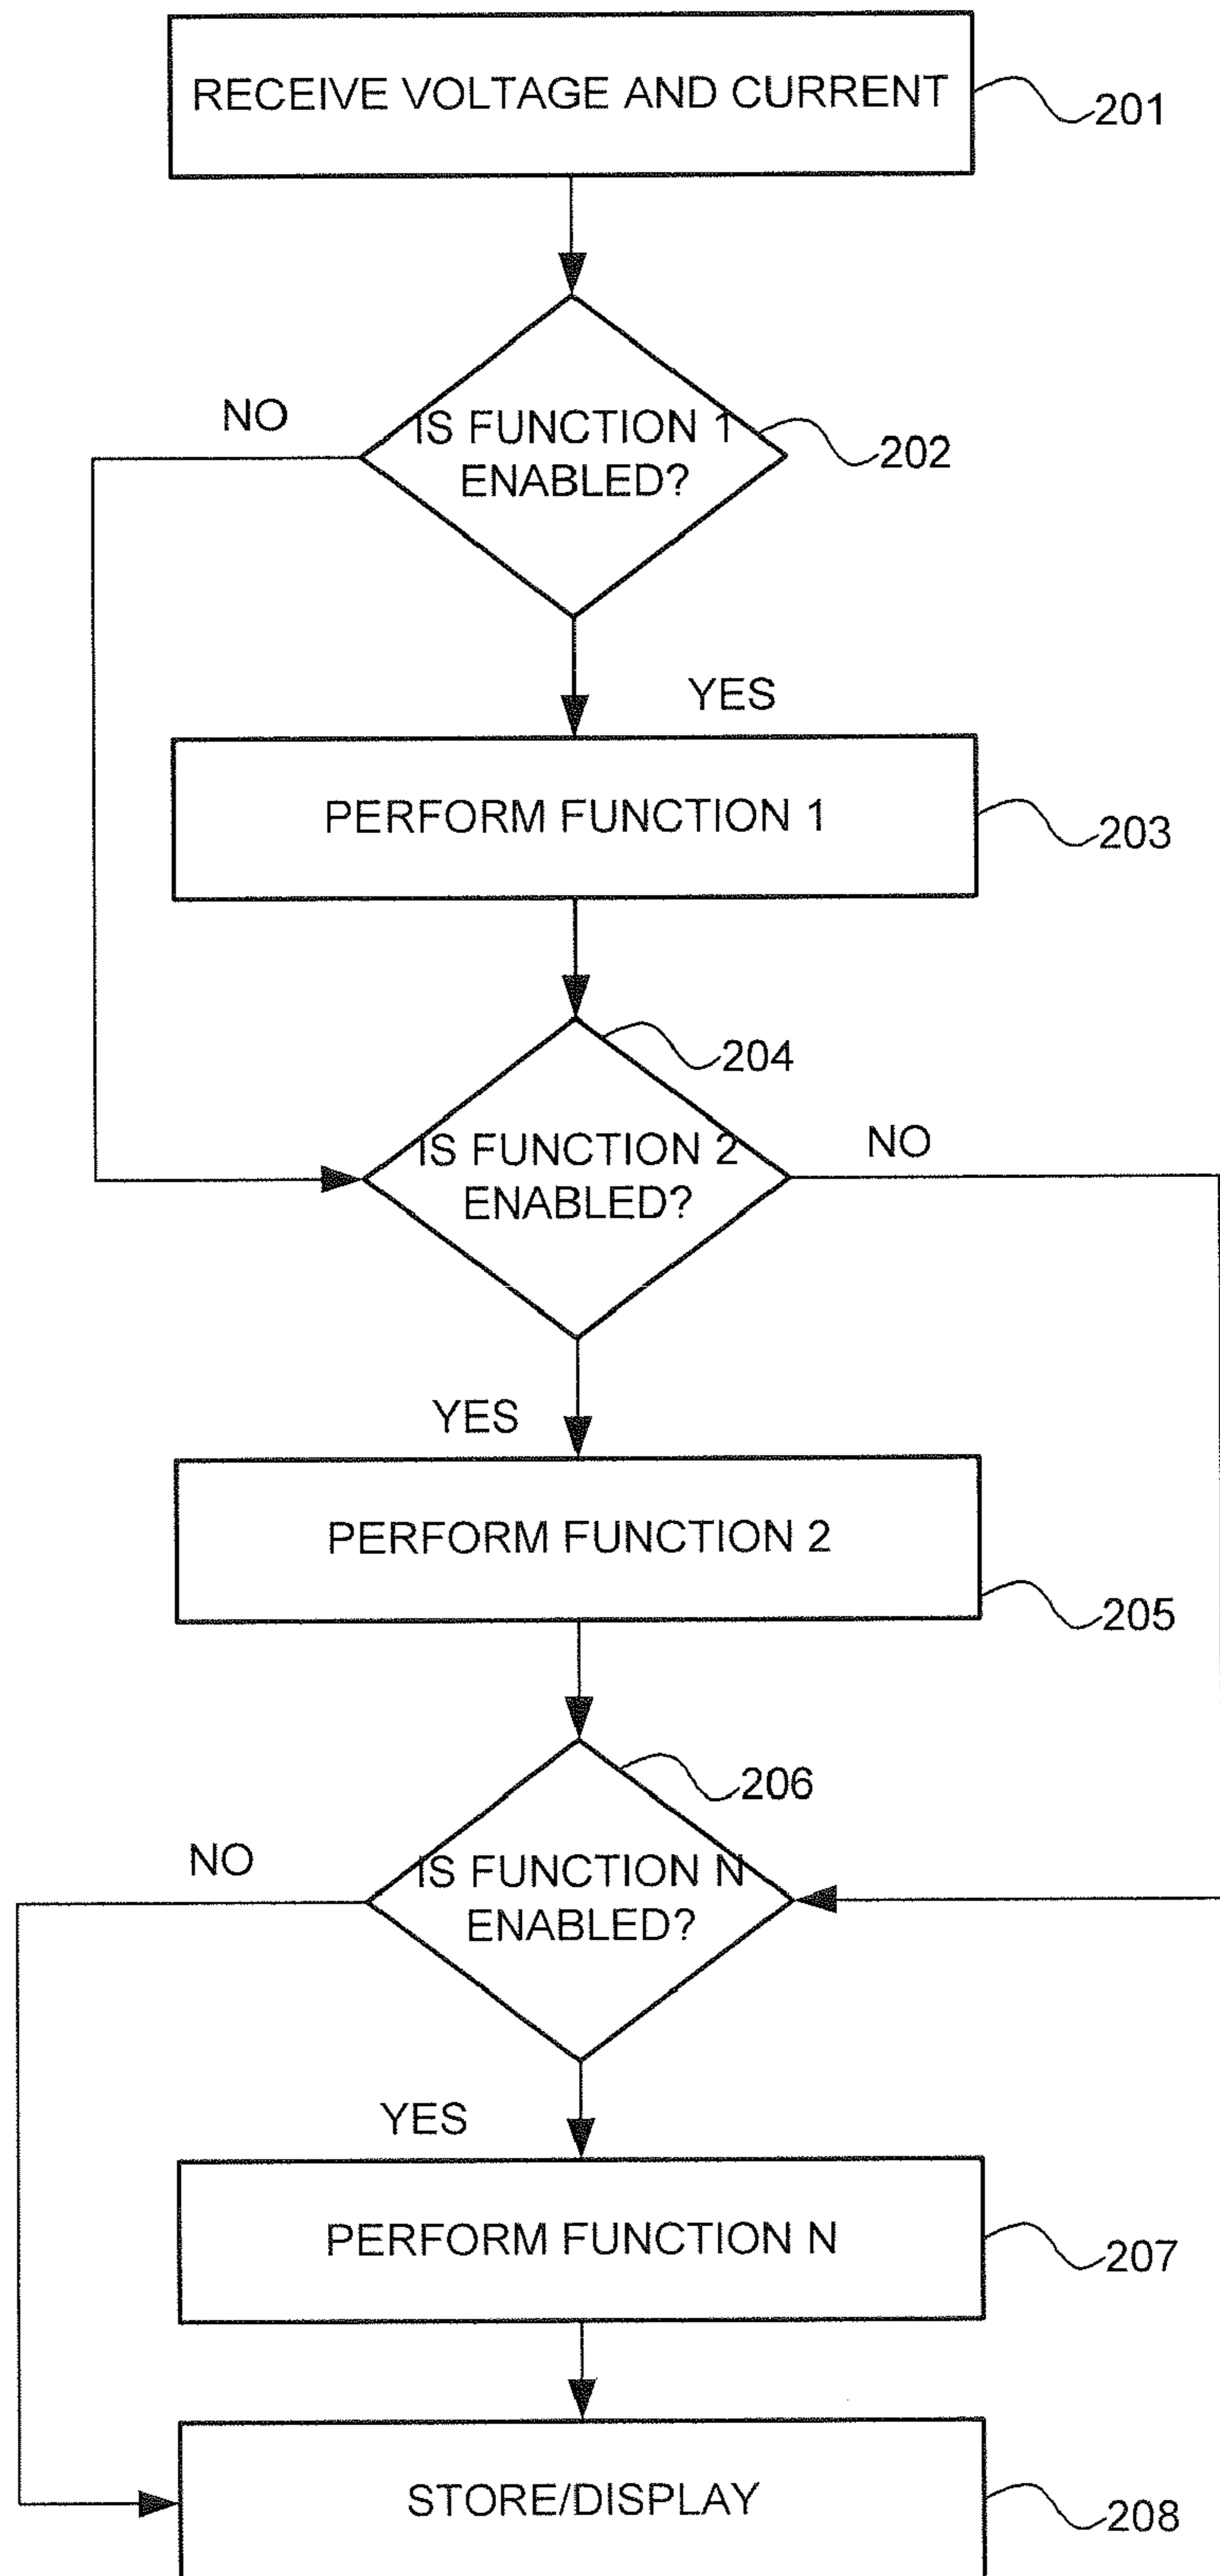 RECEIVE VOLTAGE AND CURRENT
201
NO
IS FUNCTION 1
ENABLED?
202
YES
PERFORM FUNCTION 1
203
204
IS FUNCTION 2
ENABLED?
NO
YES
PERFORM FUNCTION 2
205
206
NO
IS FUNCTION N
ENABLED?
YES
PERFORM FUNCTION N
207
STORE/DISPLAY
208